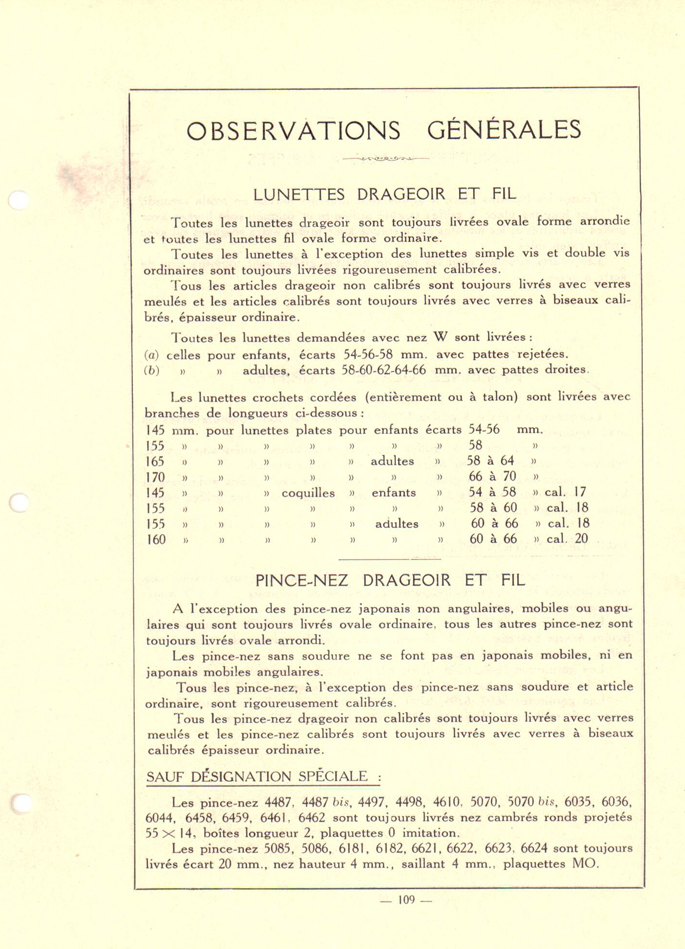 OBSERVATIONS GÉNÉRALES
LUNETTES DRAGEOIR ET FIL
Toutes les lunettes drageoir sont toujours livrées ovale forme arrondie
et toutes les lunettes fil ovale forme ordinaire.
Toutes les lunettes à l'exception des lunettes simple vis et double vis
ordinaires sont toujours livrées rigoureusement calibrées.
Tous les articles drageoir non calibrés sont toujours livrés avec verres
meulés et les articles calibrés sont toujours livrés avec verres à biseaux cali-
brés, épaisseur ordinaire.
Toutes les lunettes demandées avec nez W sont livrées :
(a) celles pour enfants, écarts 54-56-58 mm. avec pattes rejetées.
(b) » » adultes, écarts 58-60-62-64-66 mm. avec pattes droites.
Les lunettes crochets cordées (entièrement ou à talon) sont livrées avec
branches de longueurs ci-dessous :
145 mm. pour lunettes plates pour enfants écarts 54-56 mm.
155 » » » » » » » 58 »
165 » » » » » adultes » 58 à 64 »
170 » » » » » » » 66 à 70 »
145 » » » coquilles » enfants » 54 à 58 » cal. 17
155 » » » » » » » 58 à 60 » cal. 18
155 » » » » » adultes » 60 à 66 » cal. 18
160 » » » » » » » 60 à 66 » cal. 20
PINCE-NEZ DRAGEOIR ET FIL
A l'exception des pince-nez japonais non angulaires, mobiles ou angu-
laires qui sont toujours livrés ovale ordinaire, tous les autres pince-nez sont
toujours livrés ovale arrondi.
Les pince-nez sans soudure ne se font pas en japonais mobiles, ni en
japonais mobiles angulaires.
Tous les pince-nez, à l'exception des pince-nez sans soudure et article
ordinaire, sont rigoureusement calibrés.
Tous les pince-nez drageoir non calibrés sont toujours livrés avec verres
meulés et les pince-nez calibrés sont toujours livrés avec verres à biseaux
calibrés épaisseur ordinaire.
SAUF DÉSIGNATION SPÉCIALE :
Les pince-nez 4487, 4487 bis, 4497, 4498, 4610, 5070, 5070 bis, 6035, 6036,
6044, 6458, 6459, 6461, 6462 sont toujours livrés nez cambrés ronds projetés
55 × 14, boîtes longueur 2, plaquettes 0 imitation.
Les pince-nez 5085, 5086, 6181, 6182, 6621, 6622, 6623, 6624 sont toujours
livrés écart 20 mm., nez hauteur 4 mm., saillant 4 mm., plaquettes MO.
— 109 —